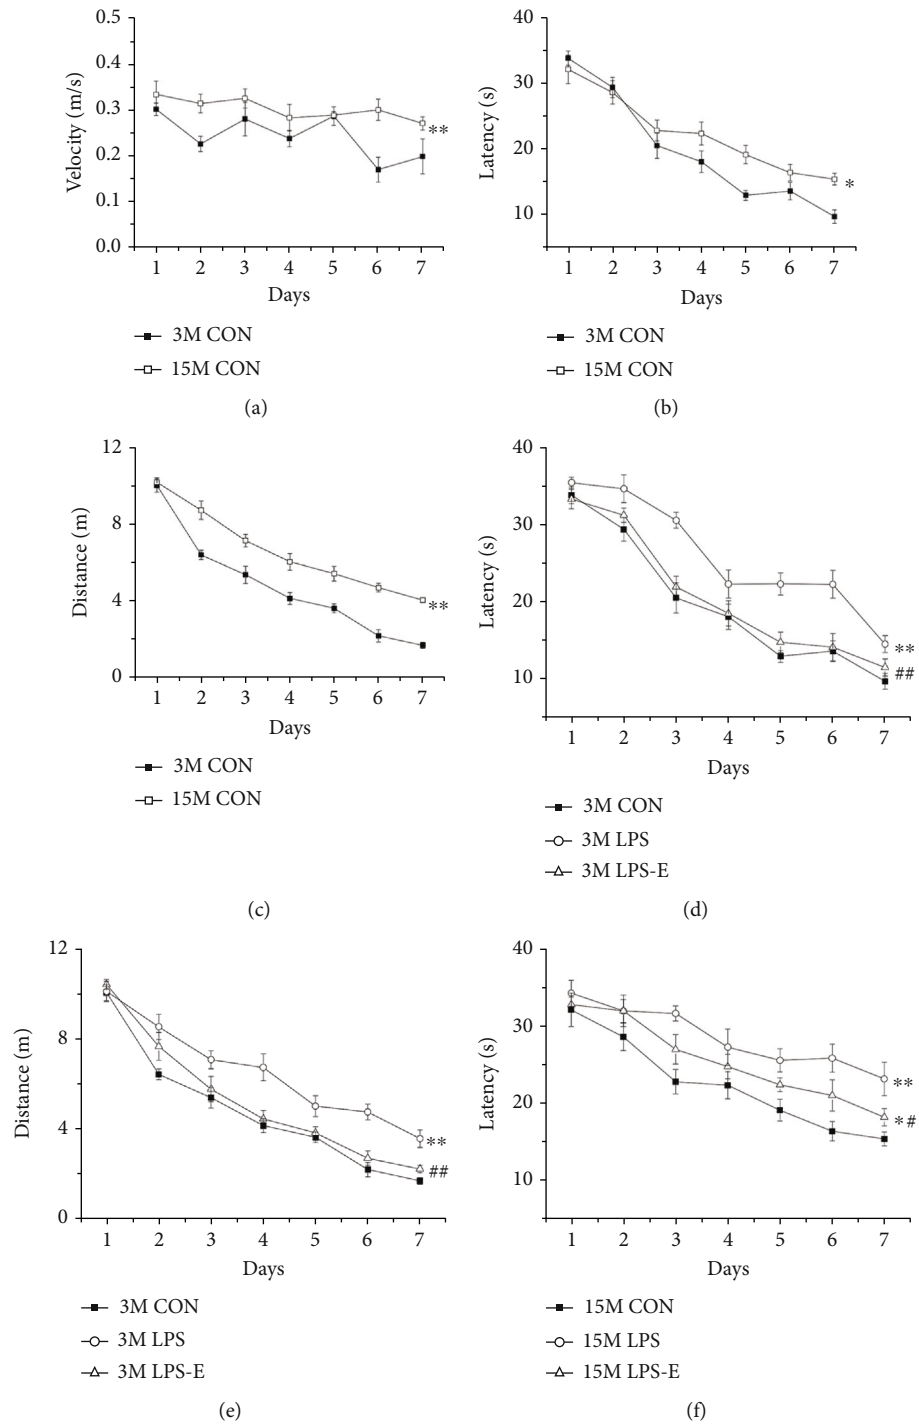 0.5
0.4
0.3
0.2
0.1
0.0
Velocity (m/s)
**
1 2 3 4 5 6 7
Days
3M CON
15M CON
(a)
40
30
20
10
Latency (s)
*
1 2 3 4 5 6 7
Days
3M CON
15M CON
(b)
12
8
4
0
Distance (m)
**
1 2 3 4 5 6 7
Days
3M CON
15M CON
(c)
40
30
20
10
Latency (s)
**
##
1 2 3 4 5 6 7
Days
3M CON
3M LPS
3M LPS-E
(d)
12
8
4
0
Distance (m)
**
##
1 2 3 4 5 6 7
Days
3M CON
3M LPS
3M LPS-E
(e)
40
30
20
10
Latency (s)
**
*#
1 2 3 4 5 6 7
Days
15M CON
15M LPS
15M LPS-E
(f)